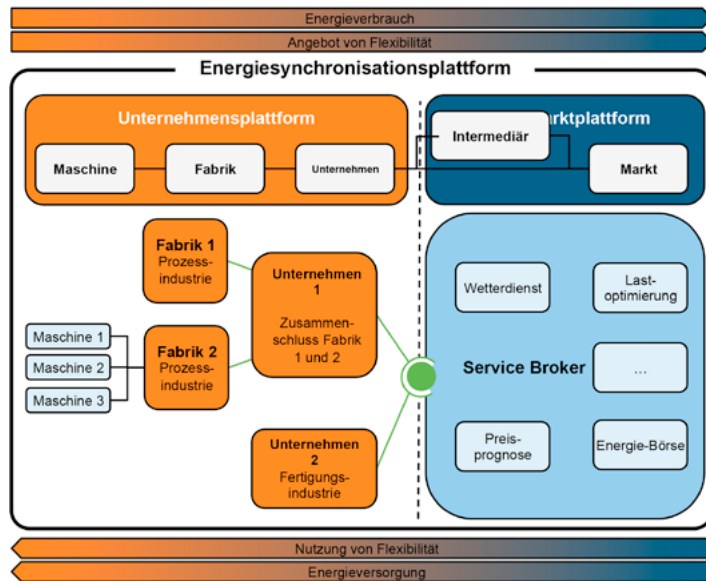 Energieverbrauch
Angebot von Flexibilität
Energiesynchronisationsplattform
Unternehmensplattform
arktplattform
Maschine
Fabrik
Unternehmen
Intermediär
Markt
Fabrik 1
Prozess-
industrie
Unternehmen
1
Zusammen-
schluss Fabrik
1 und 2
Maschine 1
Maschine 2
Maschine 3
Fabrik 2
Prozess-
industrie
Unternehmen
2
Fertigungs-
industrie
Wetterdienst
Last-
optimierung
Service Broker
...
Preis-
prognose
Energie-Börse
Nutzung von Flexibilität
Energieversorgung